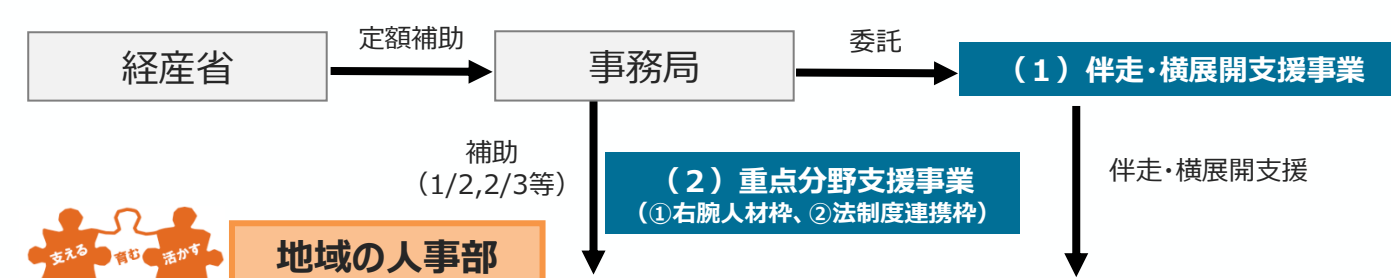 経産省
定額補助
事務局
委託
（１）伴走・横展開支援事業
補助
（1/2,2/3等）
（２）重点分野支援事業
（①右腕人材枠、②法制度連携枠）
伴走・横展開支援
支える
育む
活かす
地域の人事部